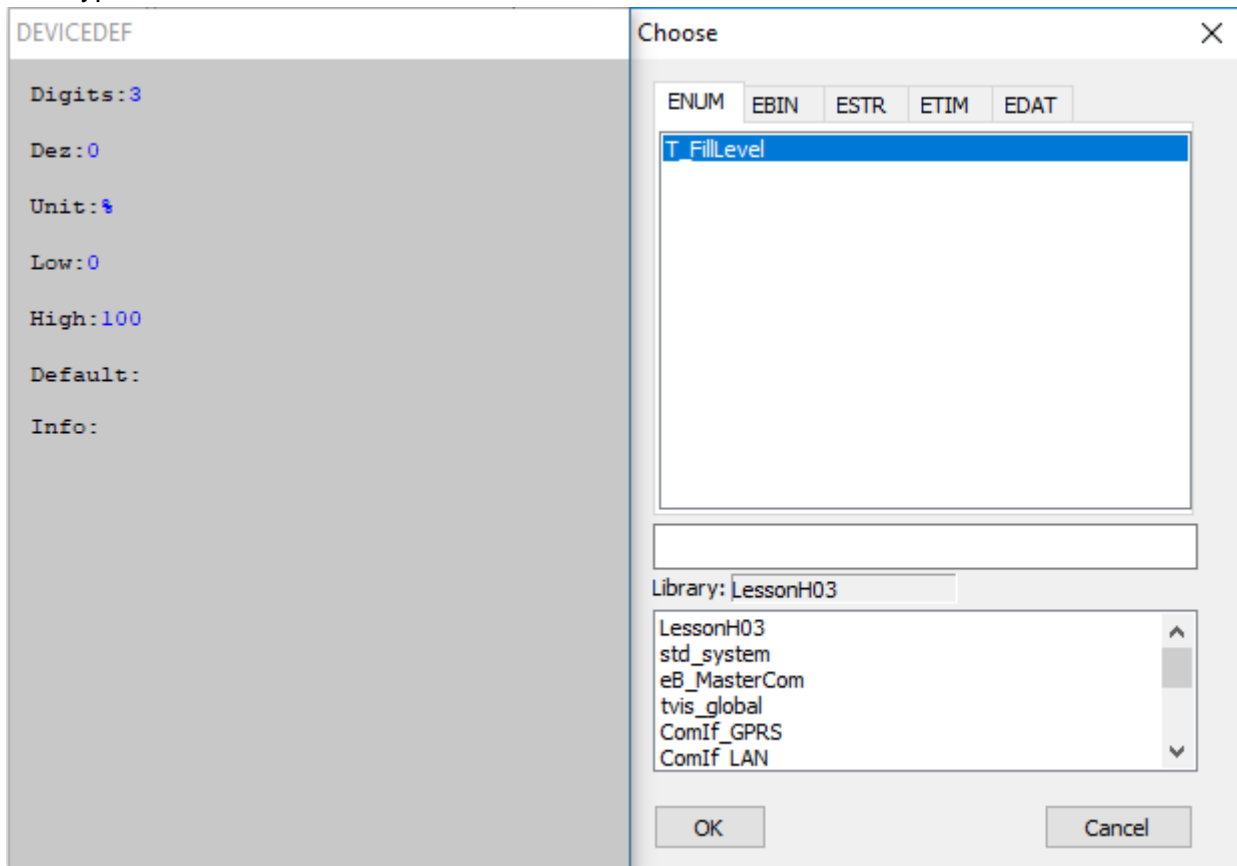 DEVICEDEF
Digits:3
Dez:0
Unit:%
Low:0
High:100
Default:
Info:
Choose
ENUM EBIN ESTR ETIM EDAT
T_FillLevel
Library: LessonH03
LessonH03
std_system
eB_MasterCom
tvis_global
ComIf_GPRS
ComIf_LAN
OK Cancel